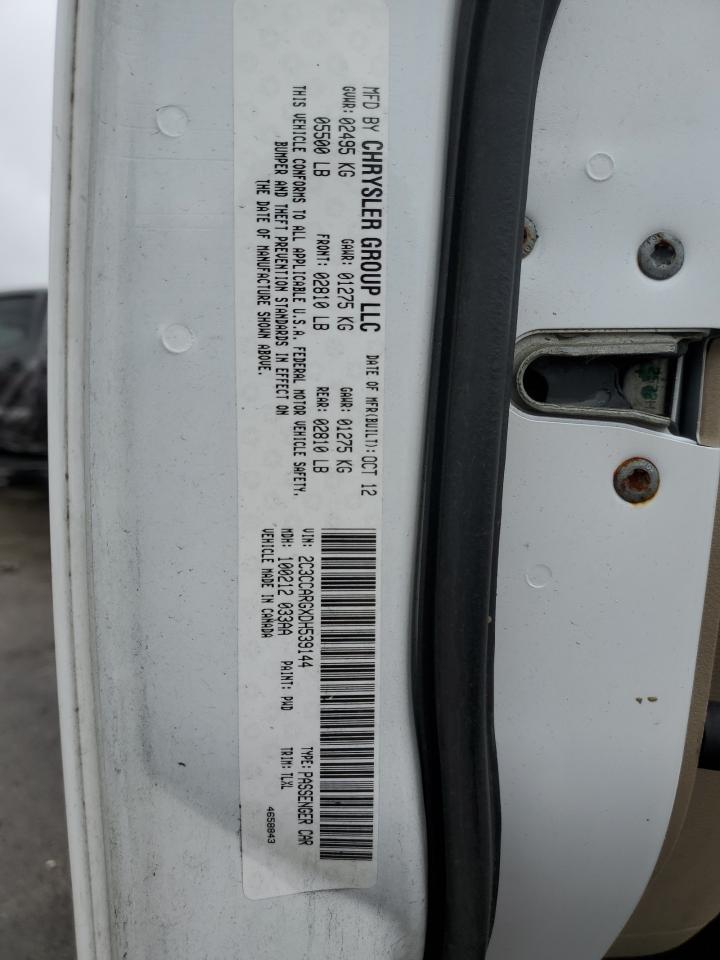 MFD BY CHRYSLER GROUP LLC DATE OF MFR(BUILT): OCT 12
GVWR: 02495 KG GAWR: 01275 KG GAWR: 01275 KG
05500 LB FRONT: 02810 LB REAR: 02810 LB
THIS VEHICLE CONFORMS TO ALL APPLICABLE U.S.A. FEDERAL MOTOR VEHICLE SAFETY,
BUMPER AND THEFT PREVENTION STANDARDS IN EFFECT ON
THE DATE OF MANUFACTURE SHOWN ABOVE.
VIN: 2C3CCARGXDH539144 TYPE: PASSENGER CAR
MDH: 100212 033AA PAINT: PWD TRIM: TLXL
VEHICLE MADE IN CANADA 4658843